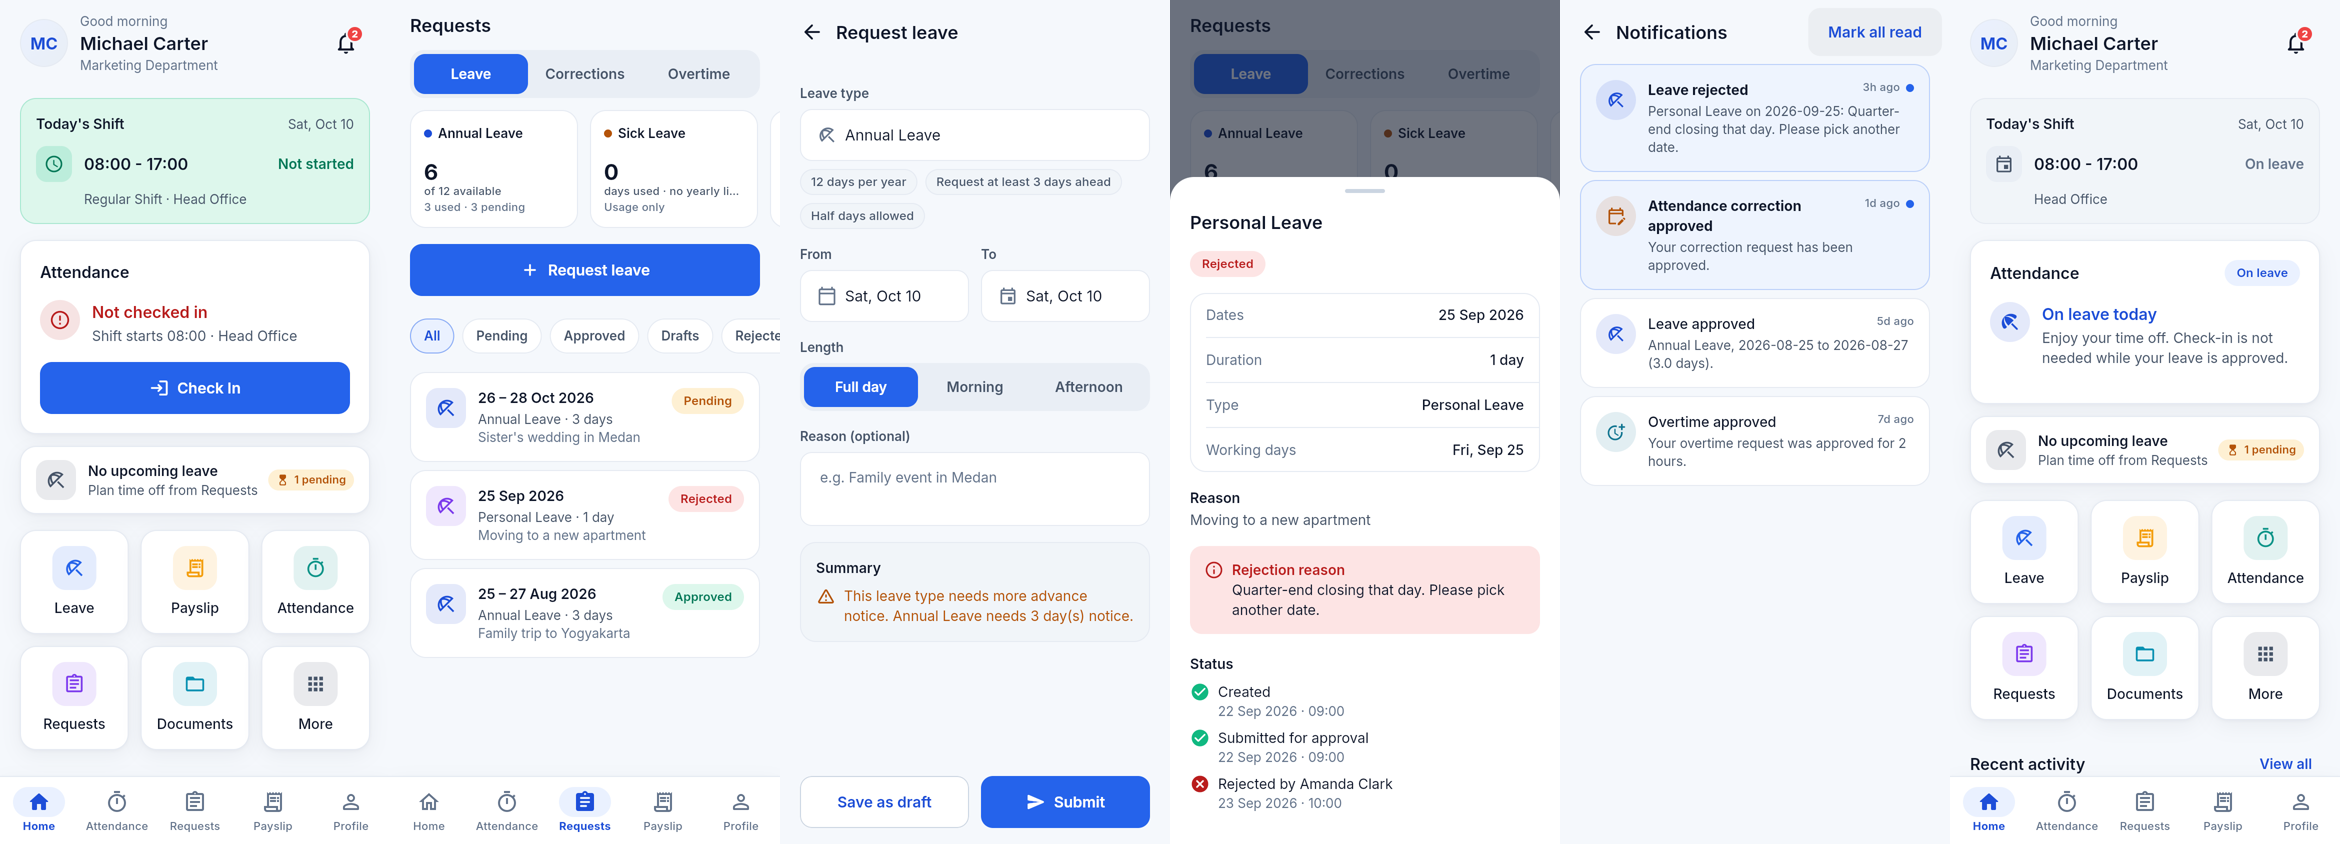 Good morning
MC
Michael Carter
2
Marketing Department
Today's Shift
Sat, Oct 10
08:00 - 17:00
Not started
Regular Shift · Head Office
Attendance
Not checked in
Shift starts 08:00 · Head Office
Check In
No upcoming leave
Plan time off from Requests
1 pending
Leave
Payslip
Attendance
Requests
Documents
More
Home
Attendance
Requests
Payslip
Profile
Requests
Leave
Corrections
Overtime
Annual Leave
6
of 12 available
3 used · 3 pending
Sick Leave
0
days used · no yearly li...
Usage only
Request leave
All
Pending
Approved
Drafts
Rejecte
26 – 28 Oct 2026
Pending
Annual Leave · 3 days
Sister's wedding in Medan
25 Sep 2026
Rejected
Personal Leave · 1 day
Moving to a new apartment
25 – 27 Aug 2026
Approved
Annual Leave · 3 days
Family trip to Yogyakarta
Home
Attendance
Requests
Payslip
Profile
Request leave
Leave type
Annual Leave
12 days per year
Request at least 3 days ahead
Half days allowed
From
To
Sat, Oct 10
Sat, Oct 10
Length
Full day
Morning
Afternoon
Reason (optional)
e.g. Family event in Medan
Summary
This leave type needs more advance
notice. Annual Leave needs 3 day(s) notice.
Save as draft
Submit
Requests
Leave
Corrections
Overtime
Annual Leave
Sick Leave
6
0
Personal Leave
Rejected
Dates
25 Sep 2026
Duration
1 day
Type
Personal Leave
Working days
Fri, Sep 25
Reason
Moving to a new apartment
Rejection reason
Quarter-end closing that day. Please pick
another date.
Status
Created
22 Sep 2026 · 09:00
Submitted for approval
22 Sep 2026 · 09:00
Rejected by Amanda Clark
23 Sep 2026 · 10:00
Notifications
Mark all read
Leave rejected
3h ago
Personal Leave on 2026-09-25: Quarter-
end closing that day. Please pick another
date.
Attendance correction
approved
1d ago
Your correction request has been
approved.
Leave approved
5d ago
Annual Leave, 2026-08-25 to 2026-08-27
(3.0 days).
Overtime approved
7d ago
Your overtime request was approved for 2
hours.
Good morning
MC
Michael Carter
2
Marketing Department
Today's Shift
Sat, Oct 10
08:00 - 17:00
On leave
Head Office
Attendance
On leave
On leave today
Enjoy your time off. Check-in is not
needed while your leave is approved.
No upcoming leave
Plan time off from Requests
1 pending
Leave
Payslip
Attendance
Requests
Documents
More
Recent activity
View all
Home
Attendance
Requests
Payslip
Profile